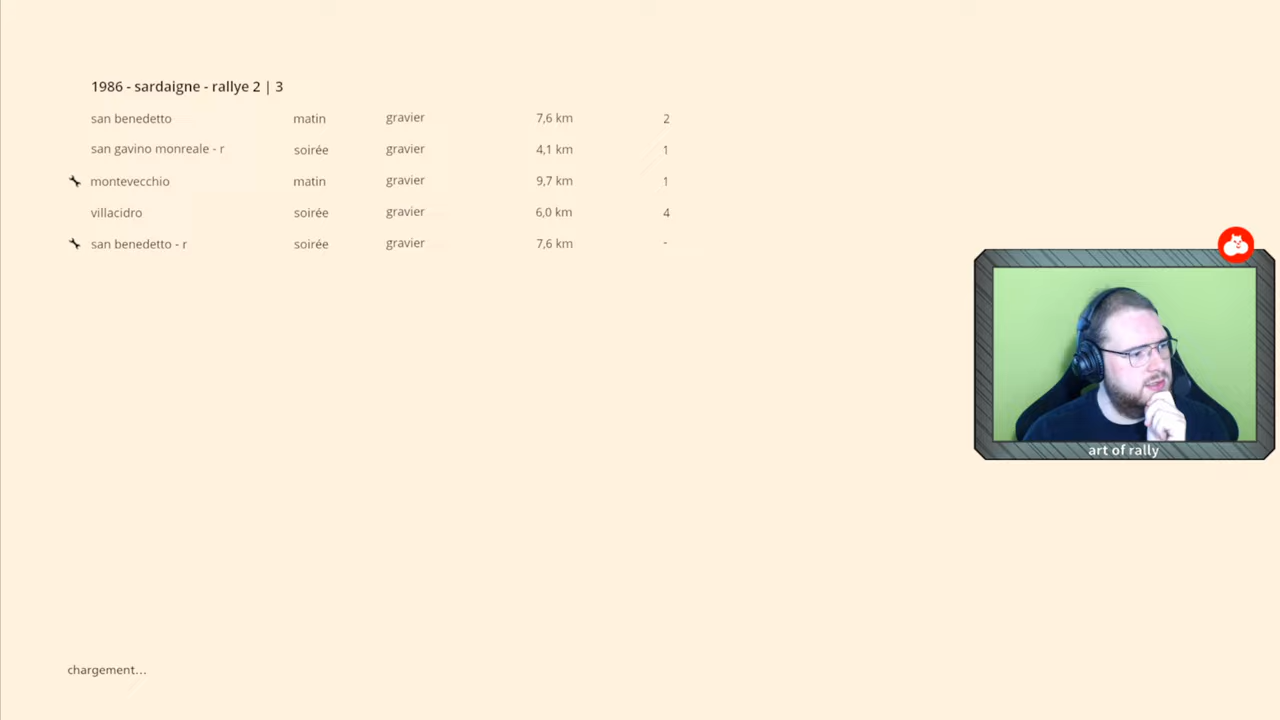 1986 - sardaigne - rallye 2 | 3
san benedetto matin gravier 7,6 km 2
san gavino monreale - r soirée gravier 4,1 km 1
montevecchio matin gravier 9,7 km 1
villacidro soirée gravier 6,0 km 4
san benedetto - r soirée gravier 7,6 km -
art of rally
chargement...